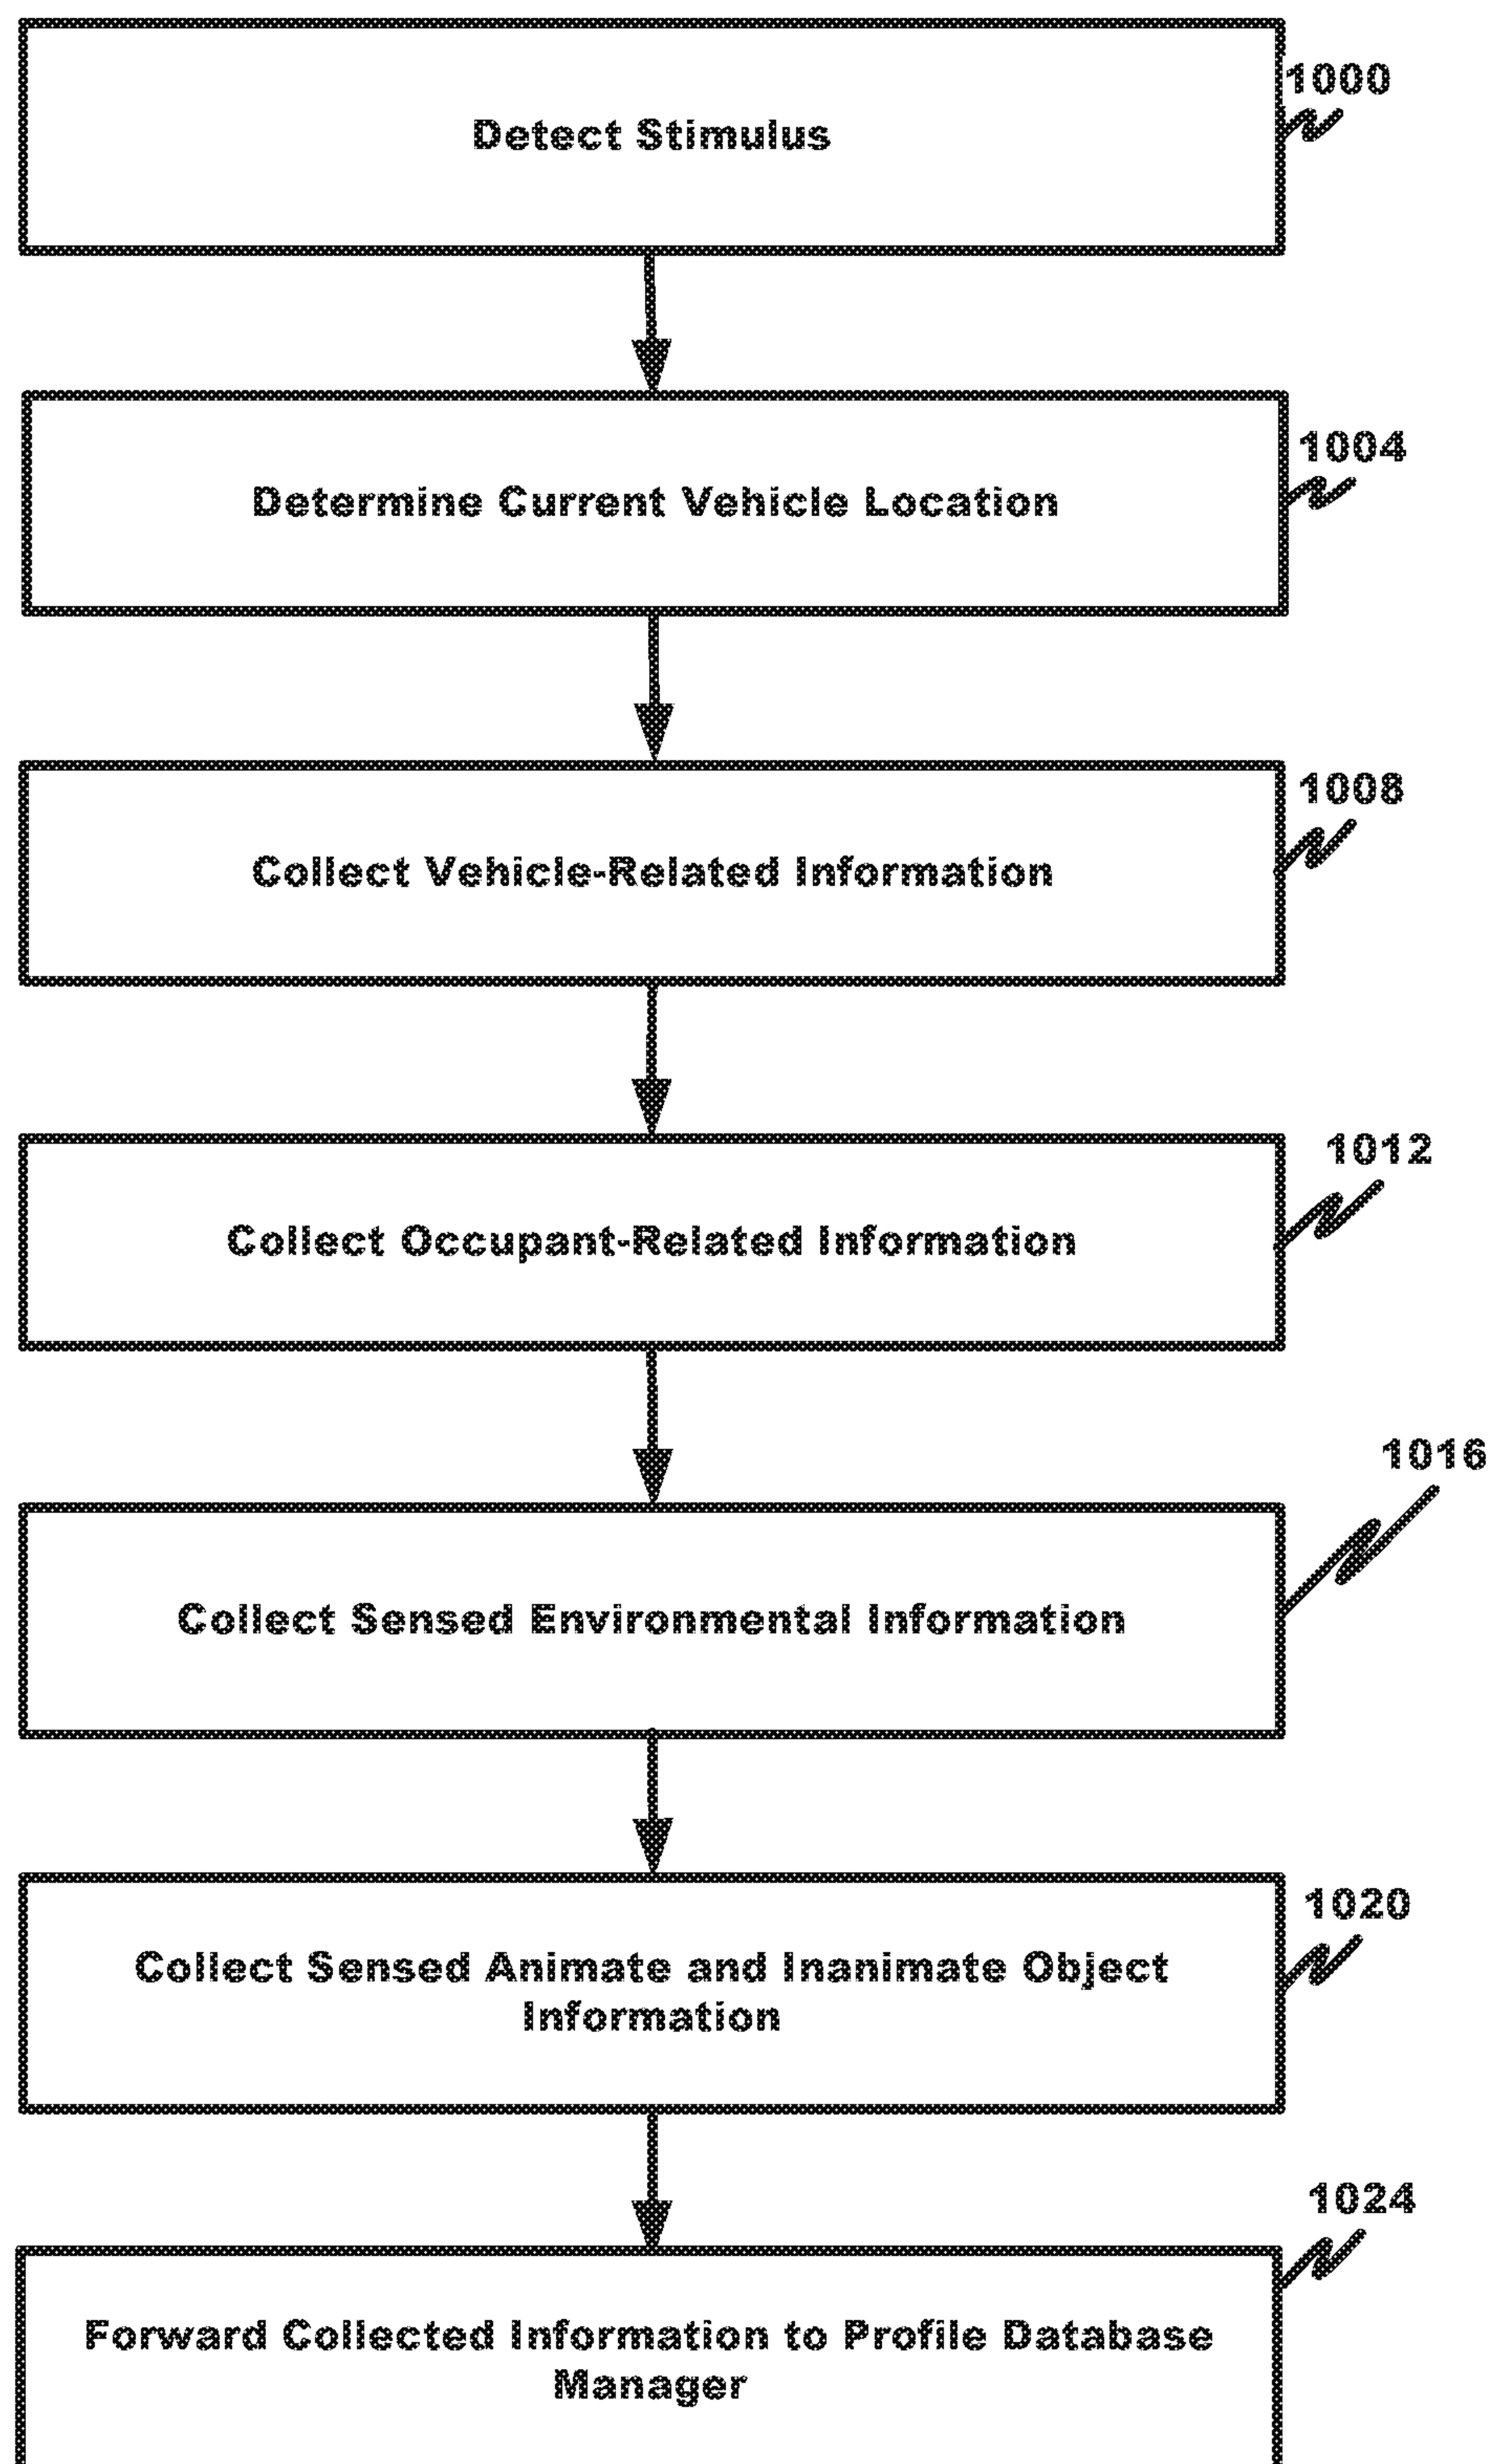 1000
Detect Stimulus
1004
Determine Current Vehicle Location
1008
Collect Vehicle-Related Information
1012
Collect Occupant-Related Information
1016
Collect Sensed Environmental Information
1020
Collect Sensed Animate and Inanimate Object
Information
1024
Forward Collected Information to Profile Database
Manager